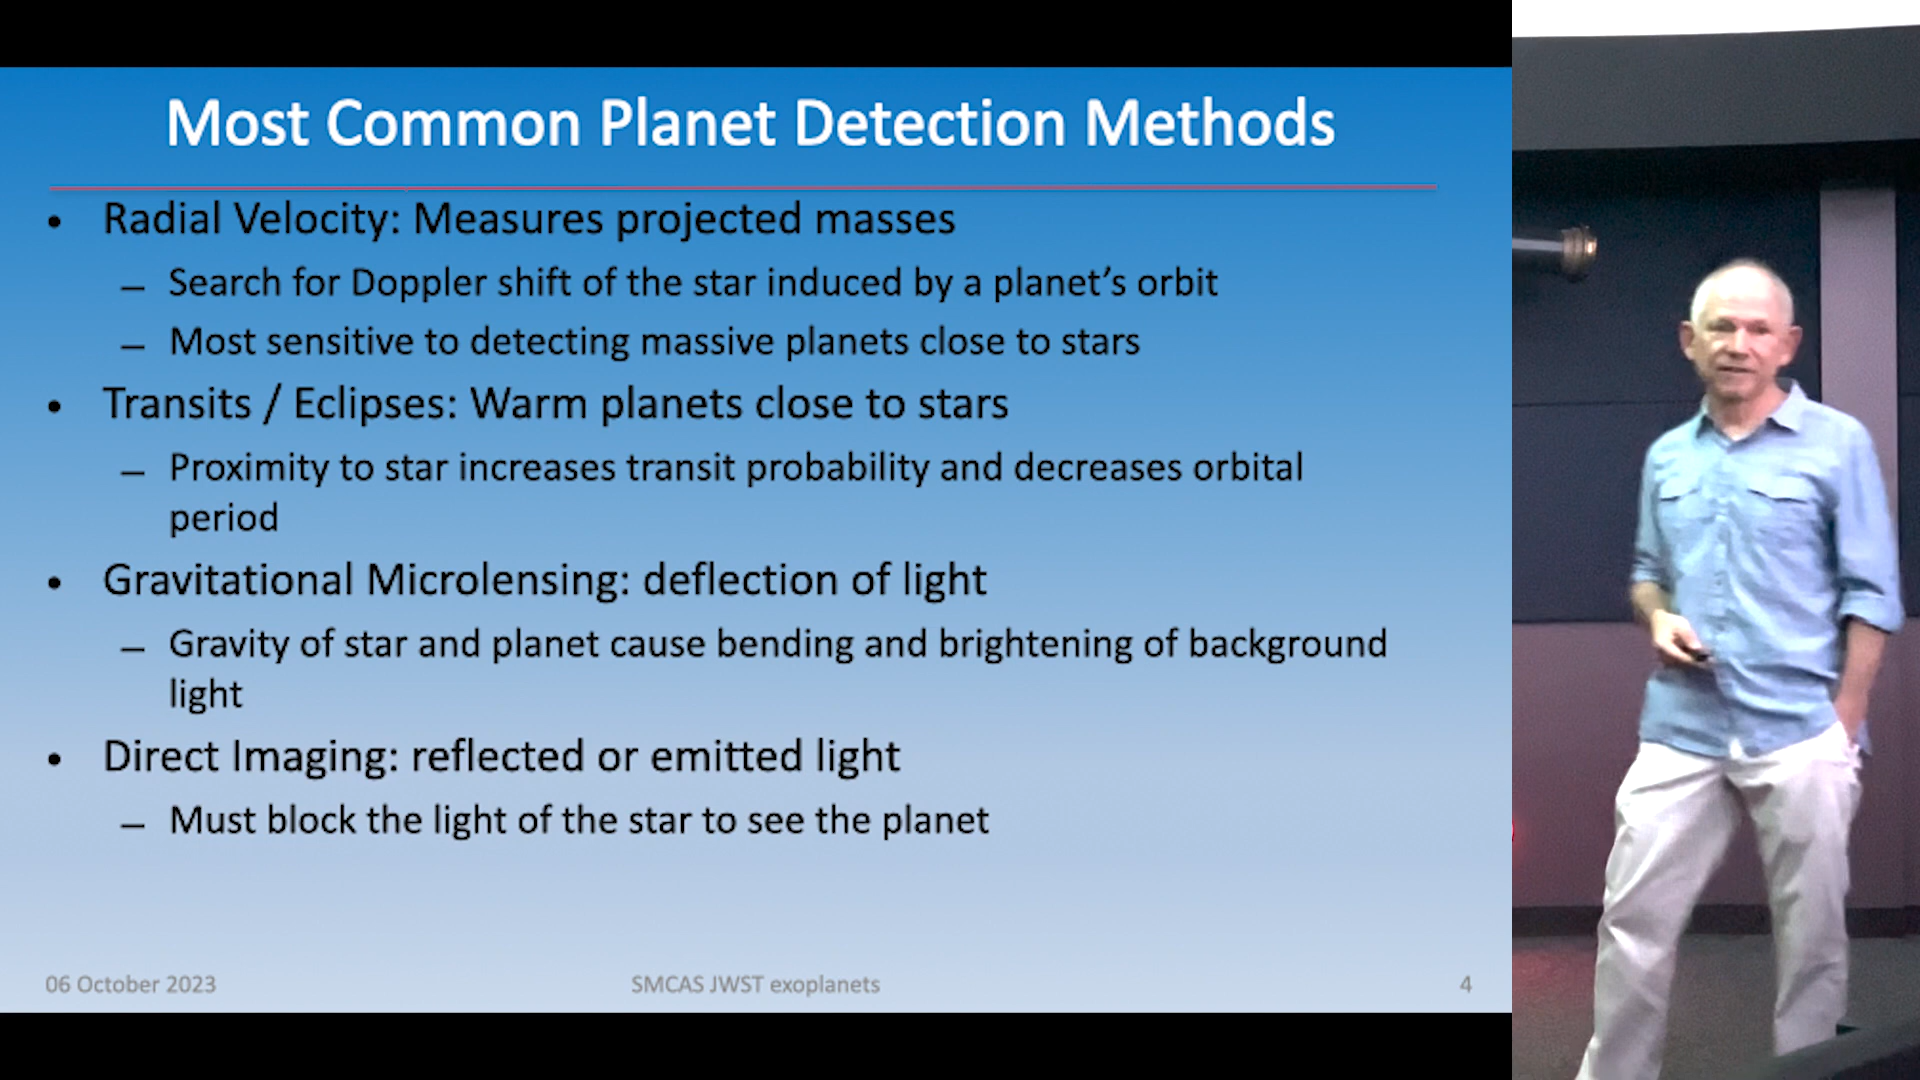 Most Common Planet Detection Methods
• Radial Velocity: Measures projected masses
– Search for Doppler shift of the star induced by a planet’s orbit
– Most sensitive to detecting massive planets close to stars
• Transits / Eclipses: Warm planets close to stars
– Proximity to star increases transit probability and decreases orbital
period
• Gravitational Microlensing: deflection of light
– Gravity of star and planet cause bending and brightening of background
light
• Direct Imaging: reflected or emitted light
– Must block the light of the star to see the planet
06 October 2023
SMCAS JWST exoplanets
4